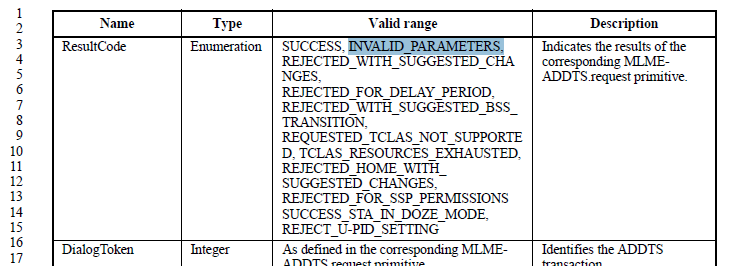 1
2
Name Type Valid range Description
3 ResultCode Enumeration SUCCESS, INVALID_PARAMETERS, Indicates the results of the
4 REJECTED_WITH_SUGGESTED_CHA corresponding MLME-
5 NGES, ADDTS.request primitive.
6 REJECTED_FOR_DELAY_PERIOD,
7 REJECTED_WITH_SUGGESTED_BSS_
8 TRANSITION,
9 REQUESTED_TCLAS_NOT_SUPPORTE
10 D, TCLAS_RESOURCES_EXHAUSTED,
11 REJECTED_HOME_WITH_
12 SUGGESTED_CHANGES,
13 REJECTED_FOR_SSP_PERMISSIONS
14 SUCCESS_STA_IN_DOZE_MODE,
15 REJECT_U-PID_SETTING
16
DialogToken Integer As defined in the corresponding MLME- Identifies the ADDTS
17 ADDTS.request primitive transaction